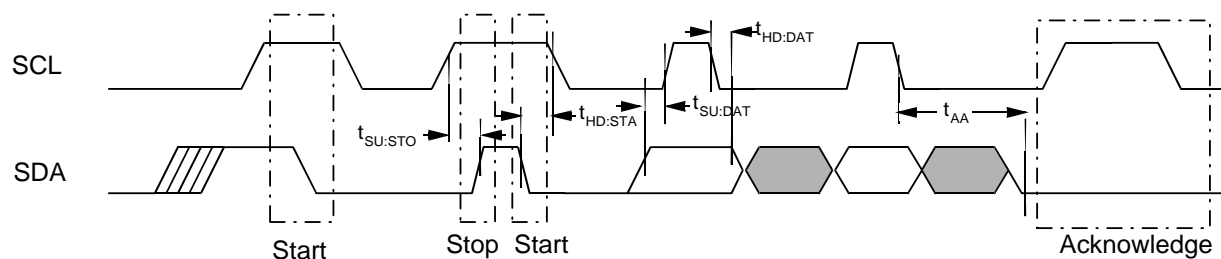 t_HD:DAT
SCL
t_HD:STA
t_SU:DAT
t_AA
t_SU:STO
SDA
Start
Stop
Start
Acknowledge